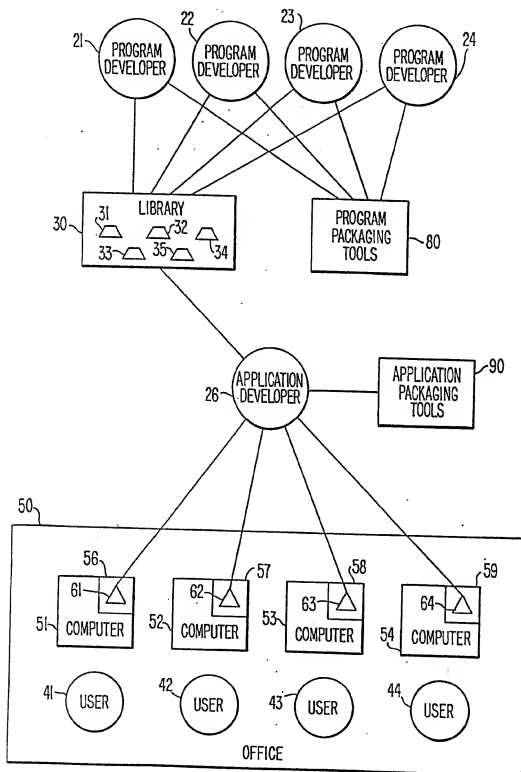 21
22
23
24
PROGRAM
DEVELOPER
PROGRAM
DEVELOPER
PROGRAM
DEVELOPER
PROGRAM
DEVELOPER
LIBRARY
30
31
32
34
33
35
PROGRAM
PACKAGING
TOOLS
80
APPLICATION
DEVELOPER
26
APPLICATION
PACKAGING
TOOLS
90
50
56
57
58
59
61
62
63
64
51
COMPUTER
52
COMPUTER
53
COMPUTER
54
COMPUTER
41
USER
42
USER
43
USER
44
USER
OFFICE